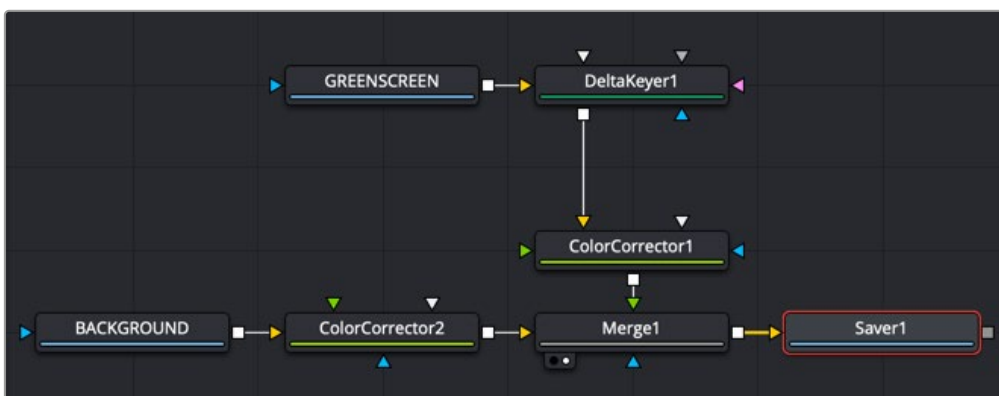 GREENSCREEN
DeltaKeyer1
ColorCorrector1
BACKGROUND
ColorCorrector2
Merge1
Saver1